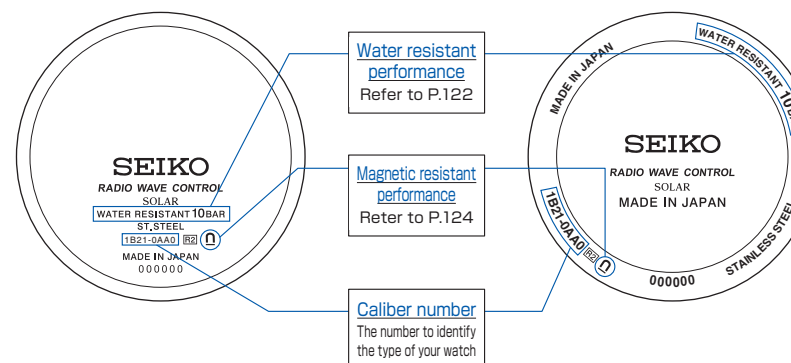 SEIKO
RADIO WAVE CONTROL
SOLAR
WATER RESISTANT 10BAR
ST.STEEL
1B21-0AA0 R2
MADE IN JAPAN
000000
Water resistant
performance
Refer to P.122
Magnetic resistant
performance
Reter to P.124
Caliber number
The number to identify
the type of your watch
MADE IN JAPAN
WATER RESISTANT 10
SEIKO
RADIO WAVE CONTROL
SOLAR
MADE IN JAPAN
1B21-0AA0 R2
000000
STAINLESS STEEL